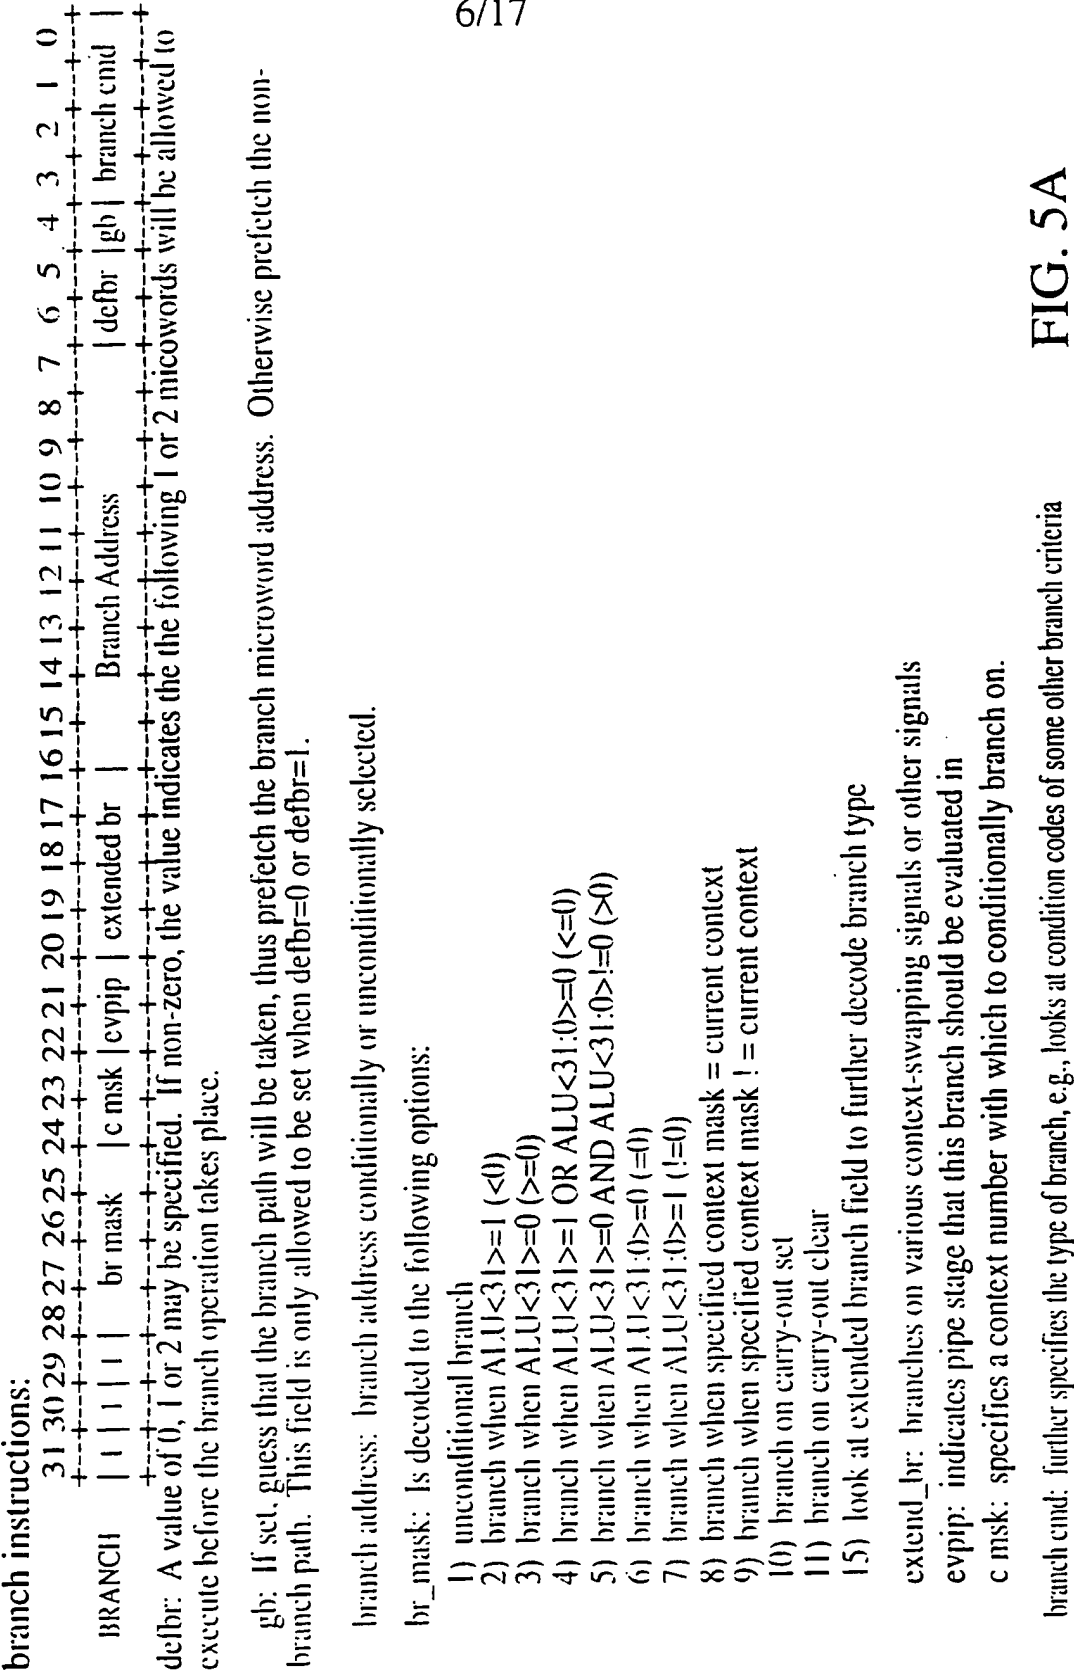 6/17
branch instructions:
31 30 29 28 27 26 25 24 23 22 21 20 19 18 17 16 15 14 13 12 11 10 9 8 7 6 5 4 3 2 1 0
BRANCH | 1 | 1 | 1 | br mask | c msk | evpip | extended br | Branch Address | defbr | gb | branch cmd |
defbr: A value of 0, 1 or 2 may be specified. If non-zero, the value indicates the the following 1 or 2 micowords will be allowed to
execute before the branch operation takes place.
gb: If set, guess that the branch path will be taken, thus prefetch the branch microword address. Otherwise prefetch the non-
branch path. This field is only allowed to be set when defbr=0 or defbr=1.
branch address: branch address conditionally or unconditionally selected.
br_mask: Is decoded to the following options:
1) unconditional branch
2) branch when ALU<31>=1 (<0)
3) branch when ALU<31>=0 (>=0)
4) branch when ALU<31>=1 OR ALU<31:0>=0 (<=0)
5) branch when ALU<31>=0 AND ALU<31:0>!=0 (>0)
6) branch when ALU<31:0>=0 (=0)
7) branch when ALU<31:0>=1 (!=0)
8) branch when specified context mask = current context
9) branch when specified context mask ! = current context
10) branch on carry-out set
11) branch on carry-out clear
15) look at extended branch field to further decode branch type
extend_br: branches on various context-swapping signals or other signals
evpip: indicates pipe stage that this branch should be evaluated in
c msk: specifies a context number with which to conditionally branch on.
branch cmd: further specifies the type of branch, e.g., looks at condition codes of some other branch criteria
FIG. 5A